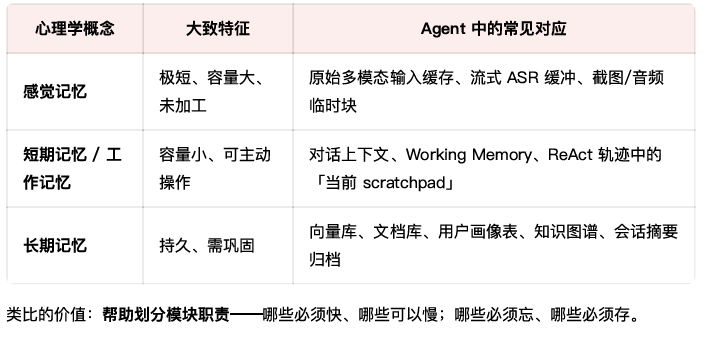 心理学概念
大致特征
Agent 中的常见对应
感觉记忆
极短、容量大、
未加工
原始多模态输入缓存、流式 ASR 缓冲、截图/音频
临时块
短期记忆 / 工
作记忆
容量小、可主动
操作
对话上下文、Working Memory、ReAct 轨迹中的
「当前 scratchpad」
长期记忆
持久、需巩固
向量库、文档库、用户画像表、知识图谱、会话摘要
归档
类比的价值：帮助划分模块职责——哪些必须快、哪些可以慢；哪些必须忘、哪些必须存。